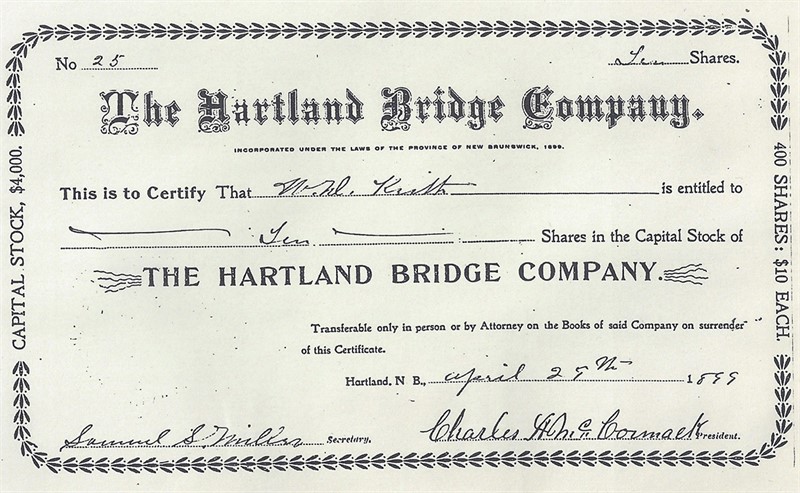 No 25 Ten Shares.
The Hartland Bridge Company.
INCORPORATED UNDER THE LAWS OF THE PROVINCE OF NEW BRUNSWICK, 1899.
This is to Certify That W. D. Keith is entitled to
Ten Shares in the Capital Stock of
THE HARTLAND BRIDGE COMPANY.
Transferable only in person or by Attorney on the Books of said Company on surrender
of this Certificate.
Hartland, N B., April 29th 1899
Samuel S. Miller Secretary.
Charles H. McCormack President.
CAPITAL STOCK, $4,000.
400 SHARES: $10 EACH.